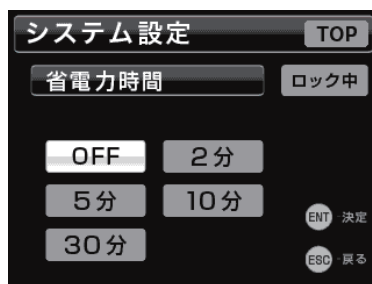 システム設定 TOP
省電力時間 ロック中
OFF 2分
5分 10分
30分
ENT -決定
ESC -戻る